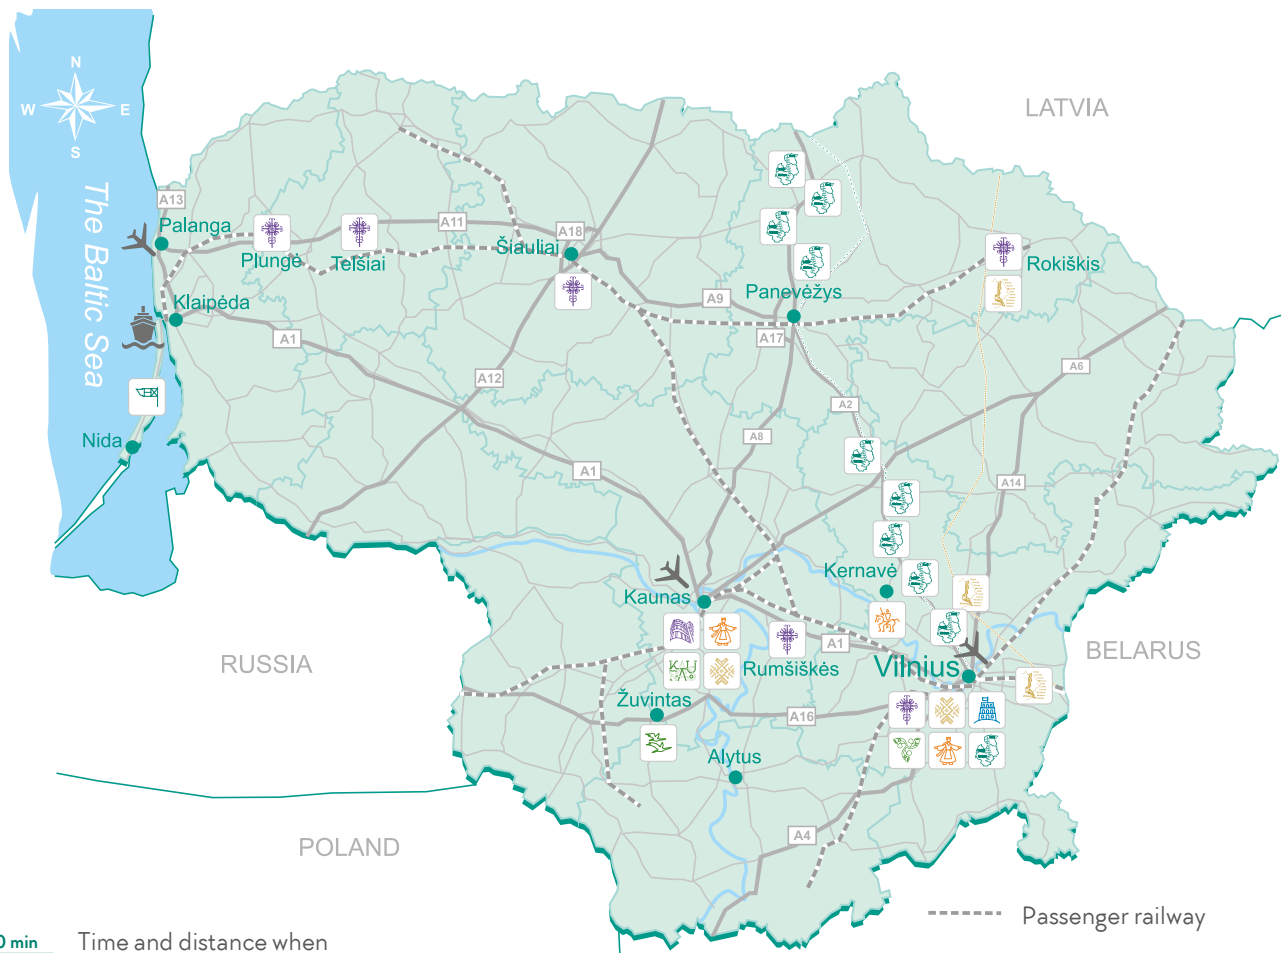 N
W E
S
LATVIA
The Baltic Sea
A13
Palanga
A11
A18
Plungė
Telšiai
Šiauliai
Rokiškis
Panevėžys
A9
Klaipėda
A17
A1
A12
A6
A2
Nida
A8
A1
A14
Kernavė
Kaunas
RUSSIA
A1
BELARUS
Rumšiškės
Vilnius
KAU
Žuvintas
A16
Alytus
A4
POLAND
Passenger railway
0 min
Time and distance when